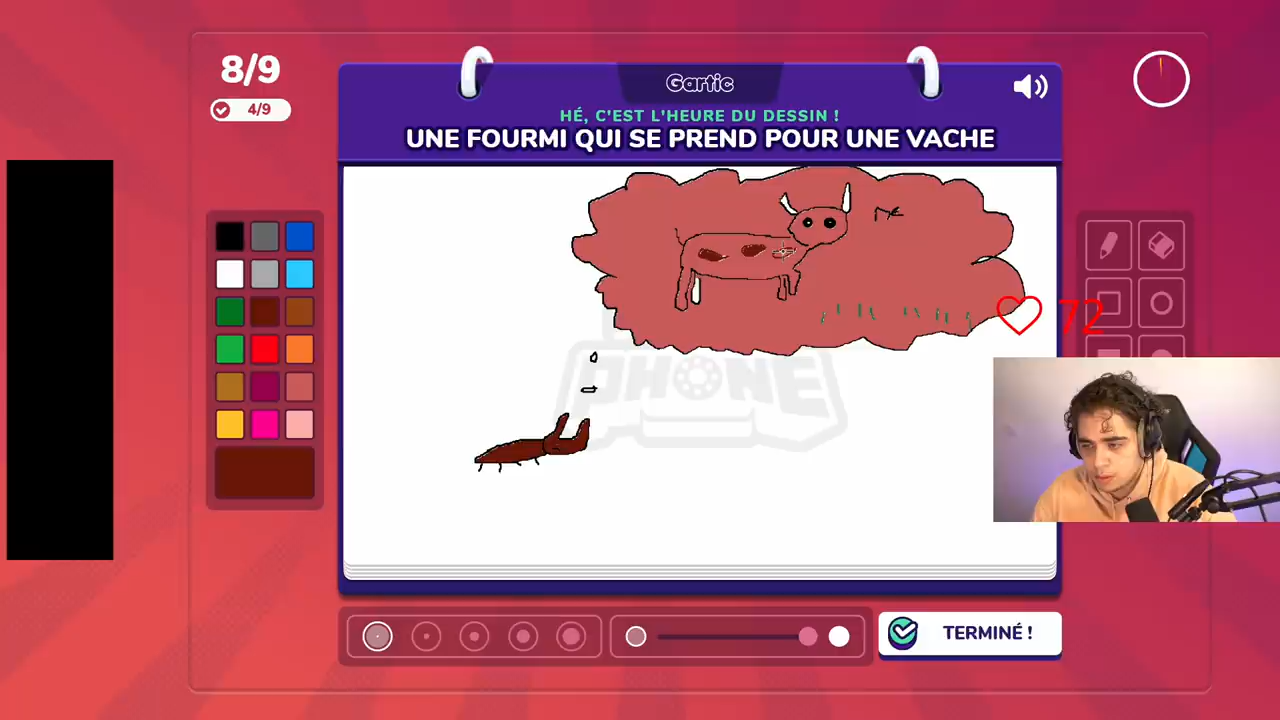 8/9
4/9
Gartic
HÉ, C'EST L'HEURE DU DESSIN !
UNE FOURMI QUI SE PREND POUR UNE VACHE
72
PHONE
TERMINÉ !